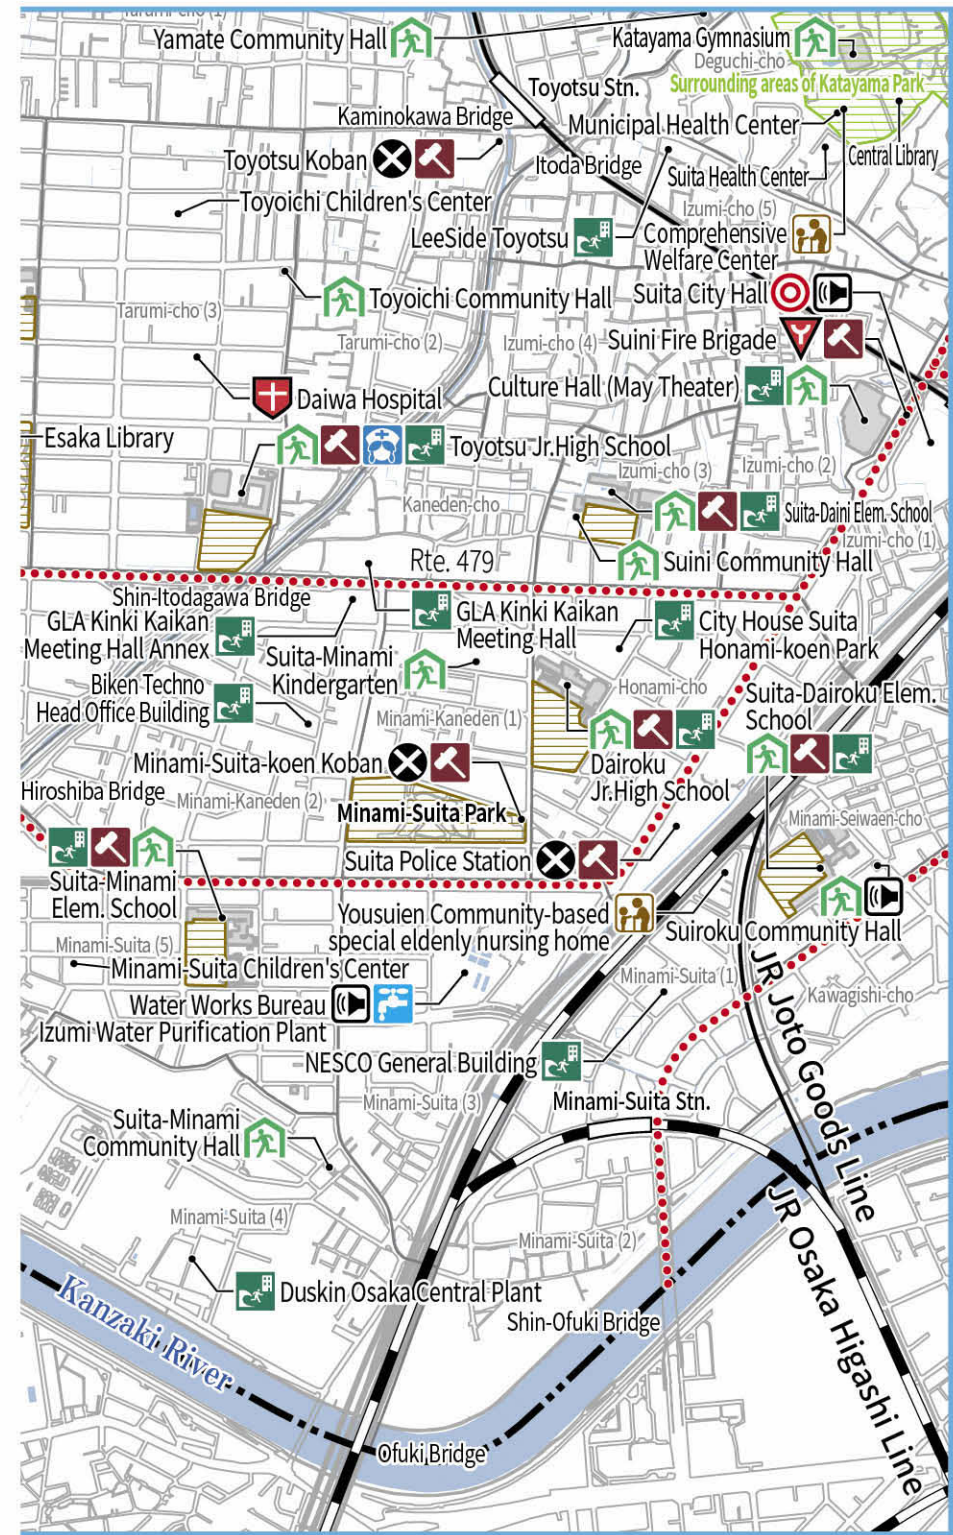 Tarumi-cho (1)
Yamate Community Hall
Katayama Gymnasium
Deguchi-cho
Surrounding areas of Katayama Park
Toyotsu Stn.
Kaminokawa Bridge
Municipal Health Center
Central Library
Toyotsu Koban
Itoda Bridge
Suita Health Center
Toyoichi Children's Center
Izumi-cho (5)
LeeSide Toyotsu
Comprehensive
Welfare Center
Toyoichi Community Hall
Suita City Hall
Tarumi-cho (3)
Tarumi-cho (2)
Izumi-cho (4)
Suini Fire Brigade
Daiwa Hospital
Culture Hall (May Theater)
Esaka Library
Toyotsu Jr.High School
Izumi-cho (3)
Izumi-cho (2)
Kaneden-cho
Suita-Daini Elem. School
Izumi-cho (1)
Rte. 479
Suini Community Hall
Shin-Itodagawa Bridge
GLA Kinki Kaikan
Meeting Hall Annex
GLA Kinki Kaikan
Meeting Hall
City House Suita
Honami-koen Park
Suita-Minami
Kindergarten
Biken Techno
Head Office Building
Honami-cho
Suita-Dairoku Elem.
School
Minami-Kaneden (1)
Minami-Suita-koen Koban
Dairoku
Jr.High School
Hiroshiba Bridge
Minami-Kaneden (2)
Minami-Suita Park
Minami-Seiwaen-cho
Suita Police Station
Suita-Minami
Elem. School
Yousuien Community-based
special eldenly nursing home
Suiroku Community Hall
Minami-Suita (5)
Minami-Suita Children's Center
Minami-Suita (1)
Kawagishi-cho
Water Works Bureau
Izumi Water Purification Plant
NESCO General Building
Minami-Suita (3)
Minami-Suita Stn.
JR Joto Goods Line
Suita-Minami
Community Hall
Minami-Suita (4)
Minami-Suita (2)
JR Osaka Higashi Line
Duskin Osaka Central Plant
Shin-Ofuki Bridge
Kanzaki River
Ofuki Bridge